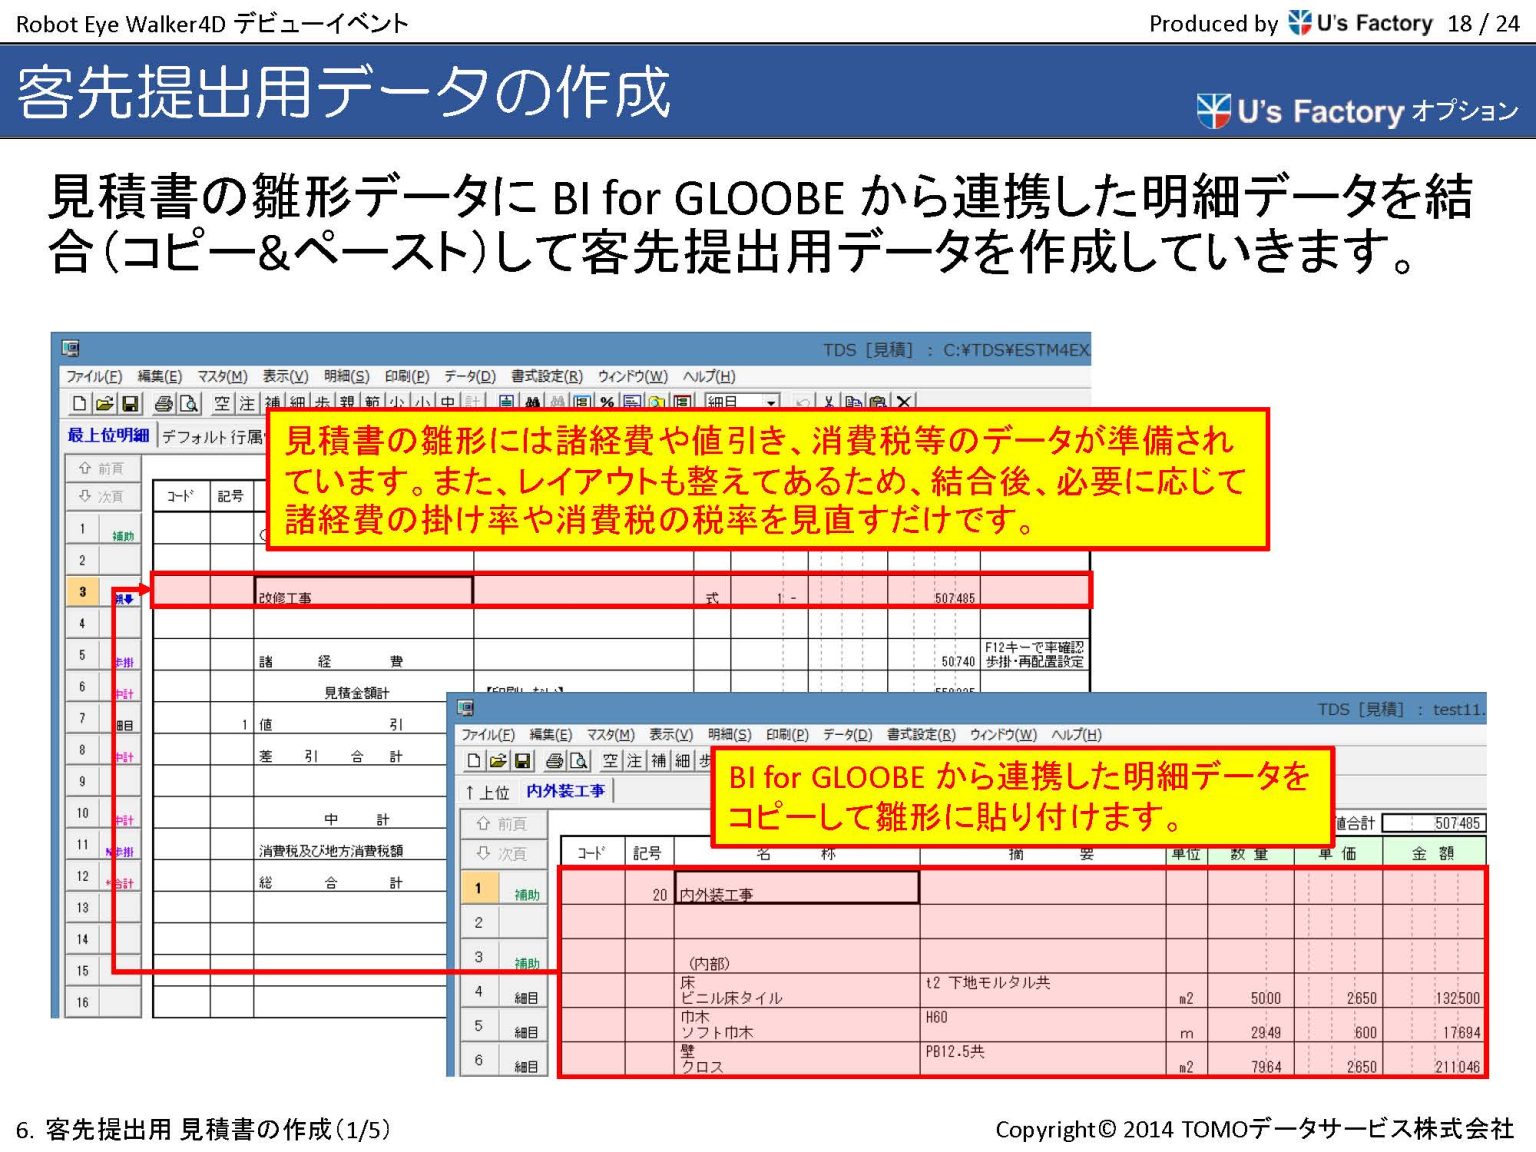 Robot Eye Walker4D デビューイベント
Produced by U's Factory 18 / 24
客先提出用データの作成
U's Factory オプション
見積書の雛形データに BI for GLOOBE から連携した明細データを結
合（コピー&ペースト）して客先提出用データを作成していきます。
TDS [見積] : C:¥TDS¥ESTM4EX
ファイル(F) 編集(E) マスタ(M) 表示(V) 明細(S) 印刷(P) データ(D) 書式設定(R) ウィンドウ(W) ヘルプ(H)
空 注 補 細 歩 親 範 少 小 中 計 % 細目
最上位明細 デフォルト行属
見積書の雛形には諸経費や値引き、消費税等のデータが準備され
ています。また、レイアウトも整えてあるため、結合後、必要に応じて
諸経費の掛け率や消費税の税率を見直すだけです。
前頁
次頁 コード 記号
1 補助
2
3 親 改修工事 式 1 - 507485
4
5 歩掛 諸 経 費 50740 F12キーで率確認
歩掛・再配置設定
6 中計 見積金額計
7 細目 1 値 引
8 中計 差 引 合 計
9
10 中計 中 計
11 歩掛 消費税及び地方消費税額
12 *合計 総 合 計
13
14
15
16
TDS [見積] : test11.
ファイル(F) 編集(E) マスタ(M) 表示(V) 明細(S) 印刷(P) データ(D) 書式設定(R) ウィンドウ(W) ヘルプ(H)
空 注 補 細 歩
↑上位 内外装工事
BI for GLOOBE から連携した明細データを
コピーして雛形に貼り付けます。
前頁 値合計 507485
次頁 コード 記号 名 称 摘 要 単位 数 量 単 価 金 額
1 補助 20 内外装工事
2
3 補助 （内部）
4 細目 床 t2 下地モルタル共
ビニル床タイル m2 5000 2650 132500
5 細目 巾木 H60
ソフト巾木 m 2949 600 17694
6 細目 壁 PB12.5共
クロス m2 7964 2650 211046
6. 客先提出用 見積書の作成（1/5）
Copyright© 2014 TOMOデータサービス株式会社